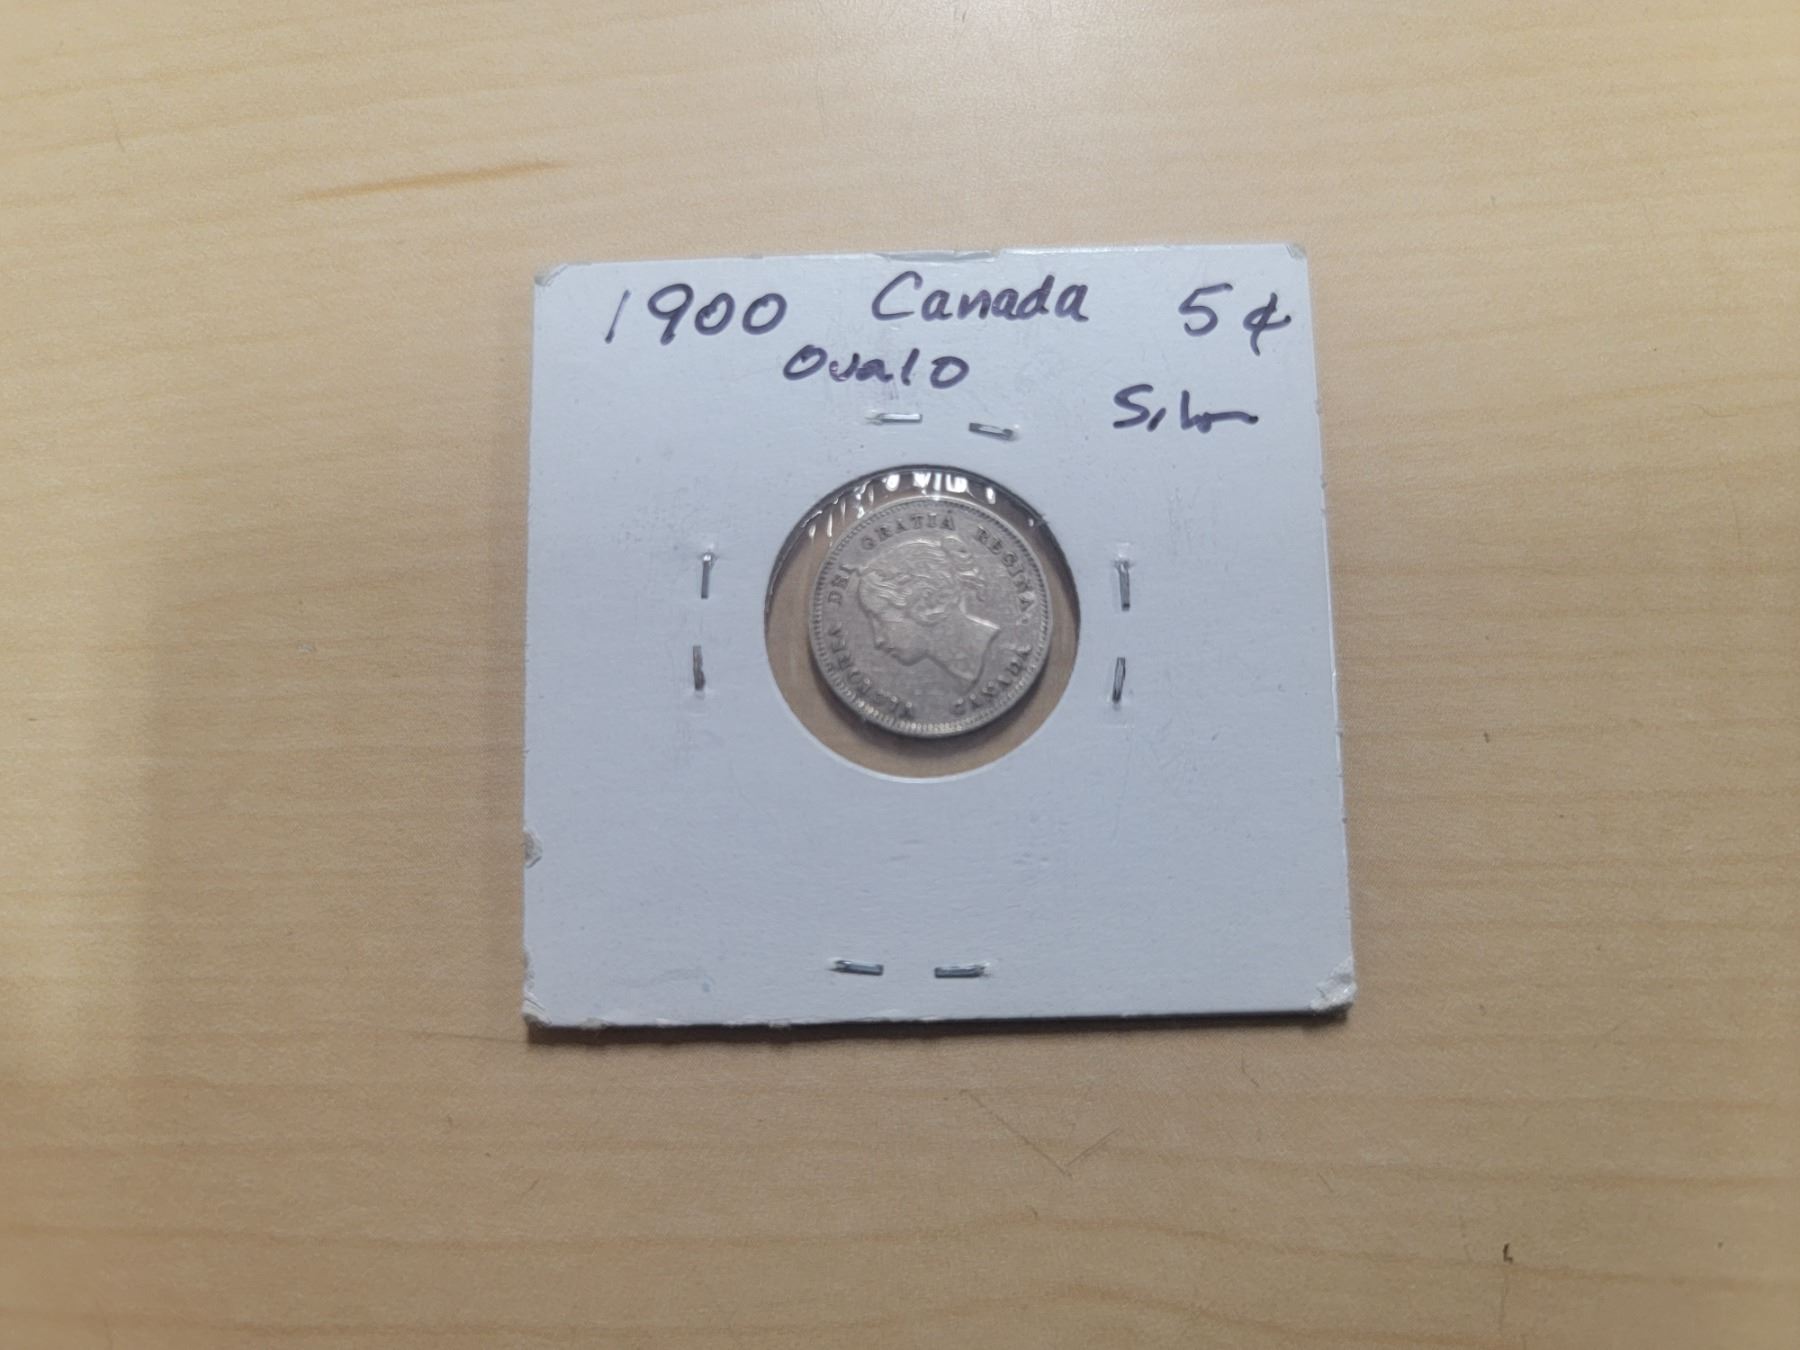 1900 Canada 5¢
Oval 0
Silver
VICTORIA DEI GRATIA REGINA. CANADA